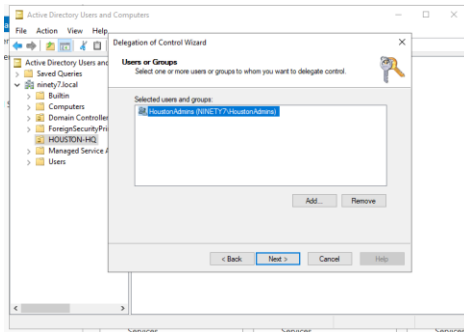 Active Directory Users and Computers
File Action View Help
Delegation of Control Wizard
Users or Groups
Select one or more users or groups to whom you want to delegate control.
Selected users and groups:
HoustonAdmins (NINETY7\HoustonAdmins)
Add...
Remove
< Back
Next >
Cancel
Help
Active Directory Users and
Saved Queries
ninety7.local
Builtin
Computers
Domain Controller
ForeignSecurityPri
HOUSTON-HQ
Managed Service A
Users
Services
Services
Services